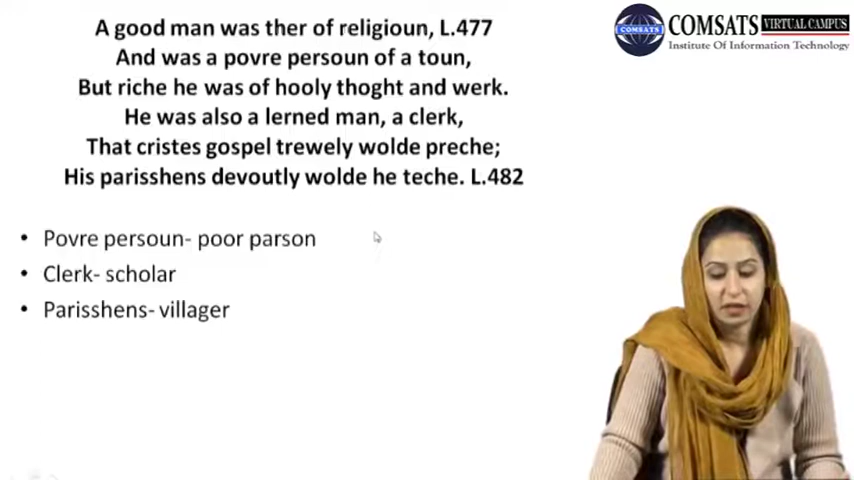 A good man was ther of religioun, L.477
And was a povre persoun of a toun,
But riche he was of hooly thoght and werk.
He was also a lerned man, a clerk,
That cristes gospel trewely wolde preche;
His parisshens devoutly wolde he teche. L.482
• Povre persoun- poor parson
• Clerk- scholar
• Parisshens- villager
COMSATS
COMSATS VIRTUAL CAMPUS
Institute Of Information Technology